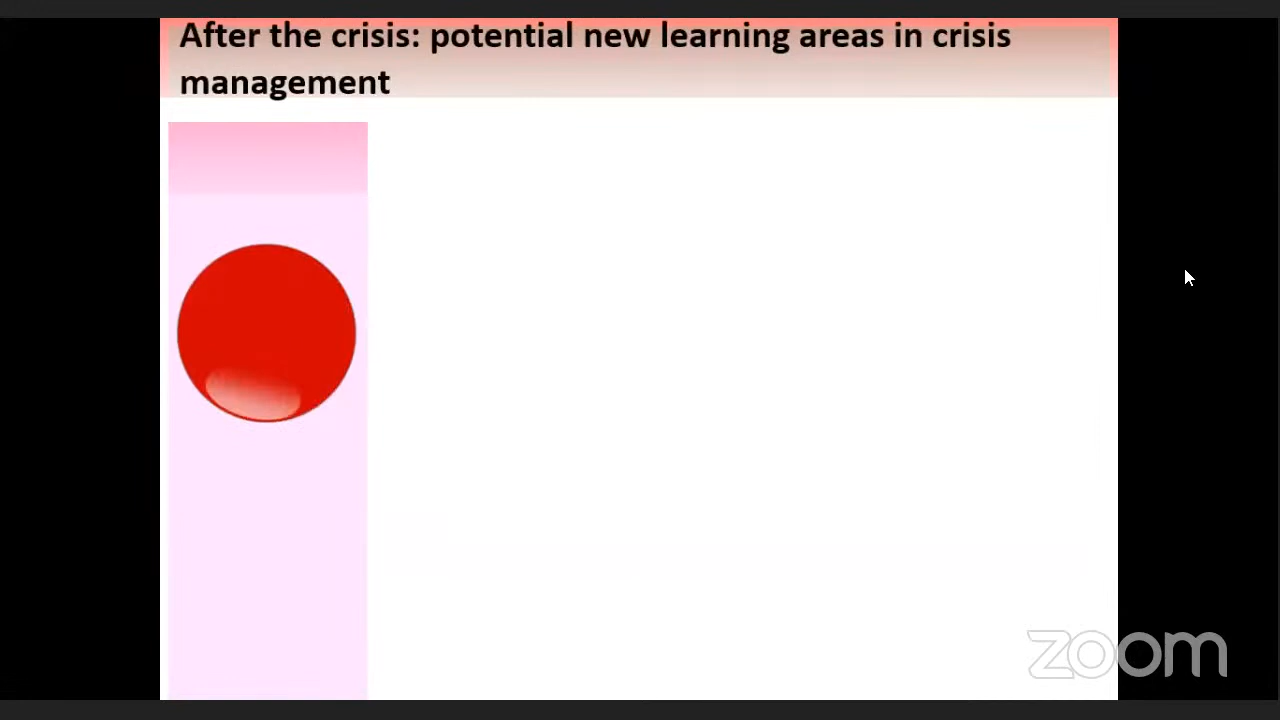 After the crisis: potential new learning areas in crisis
management
zoom